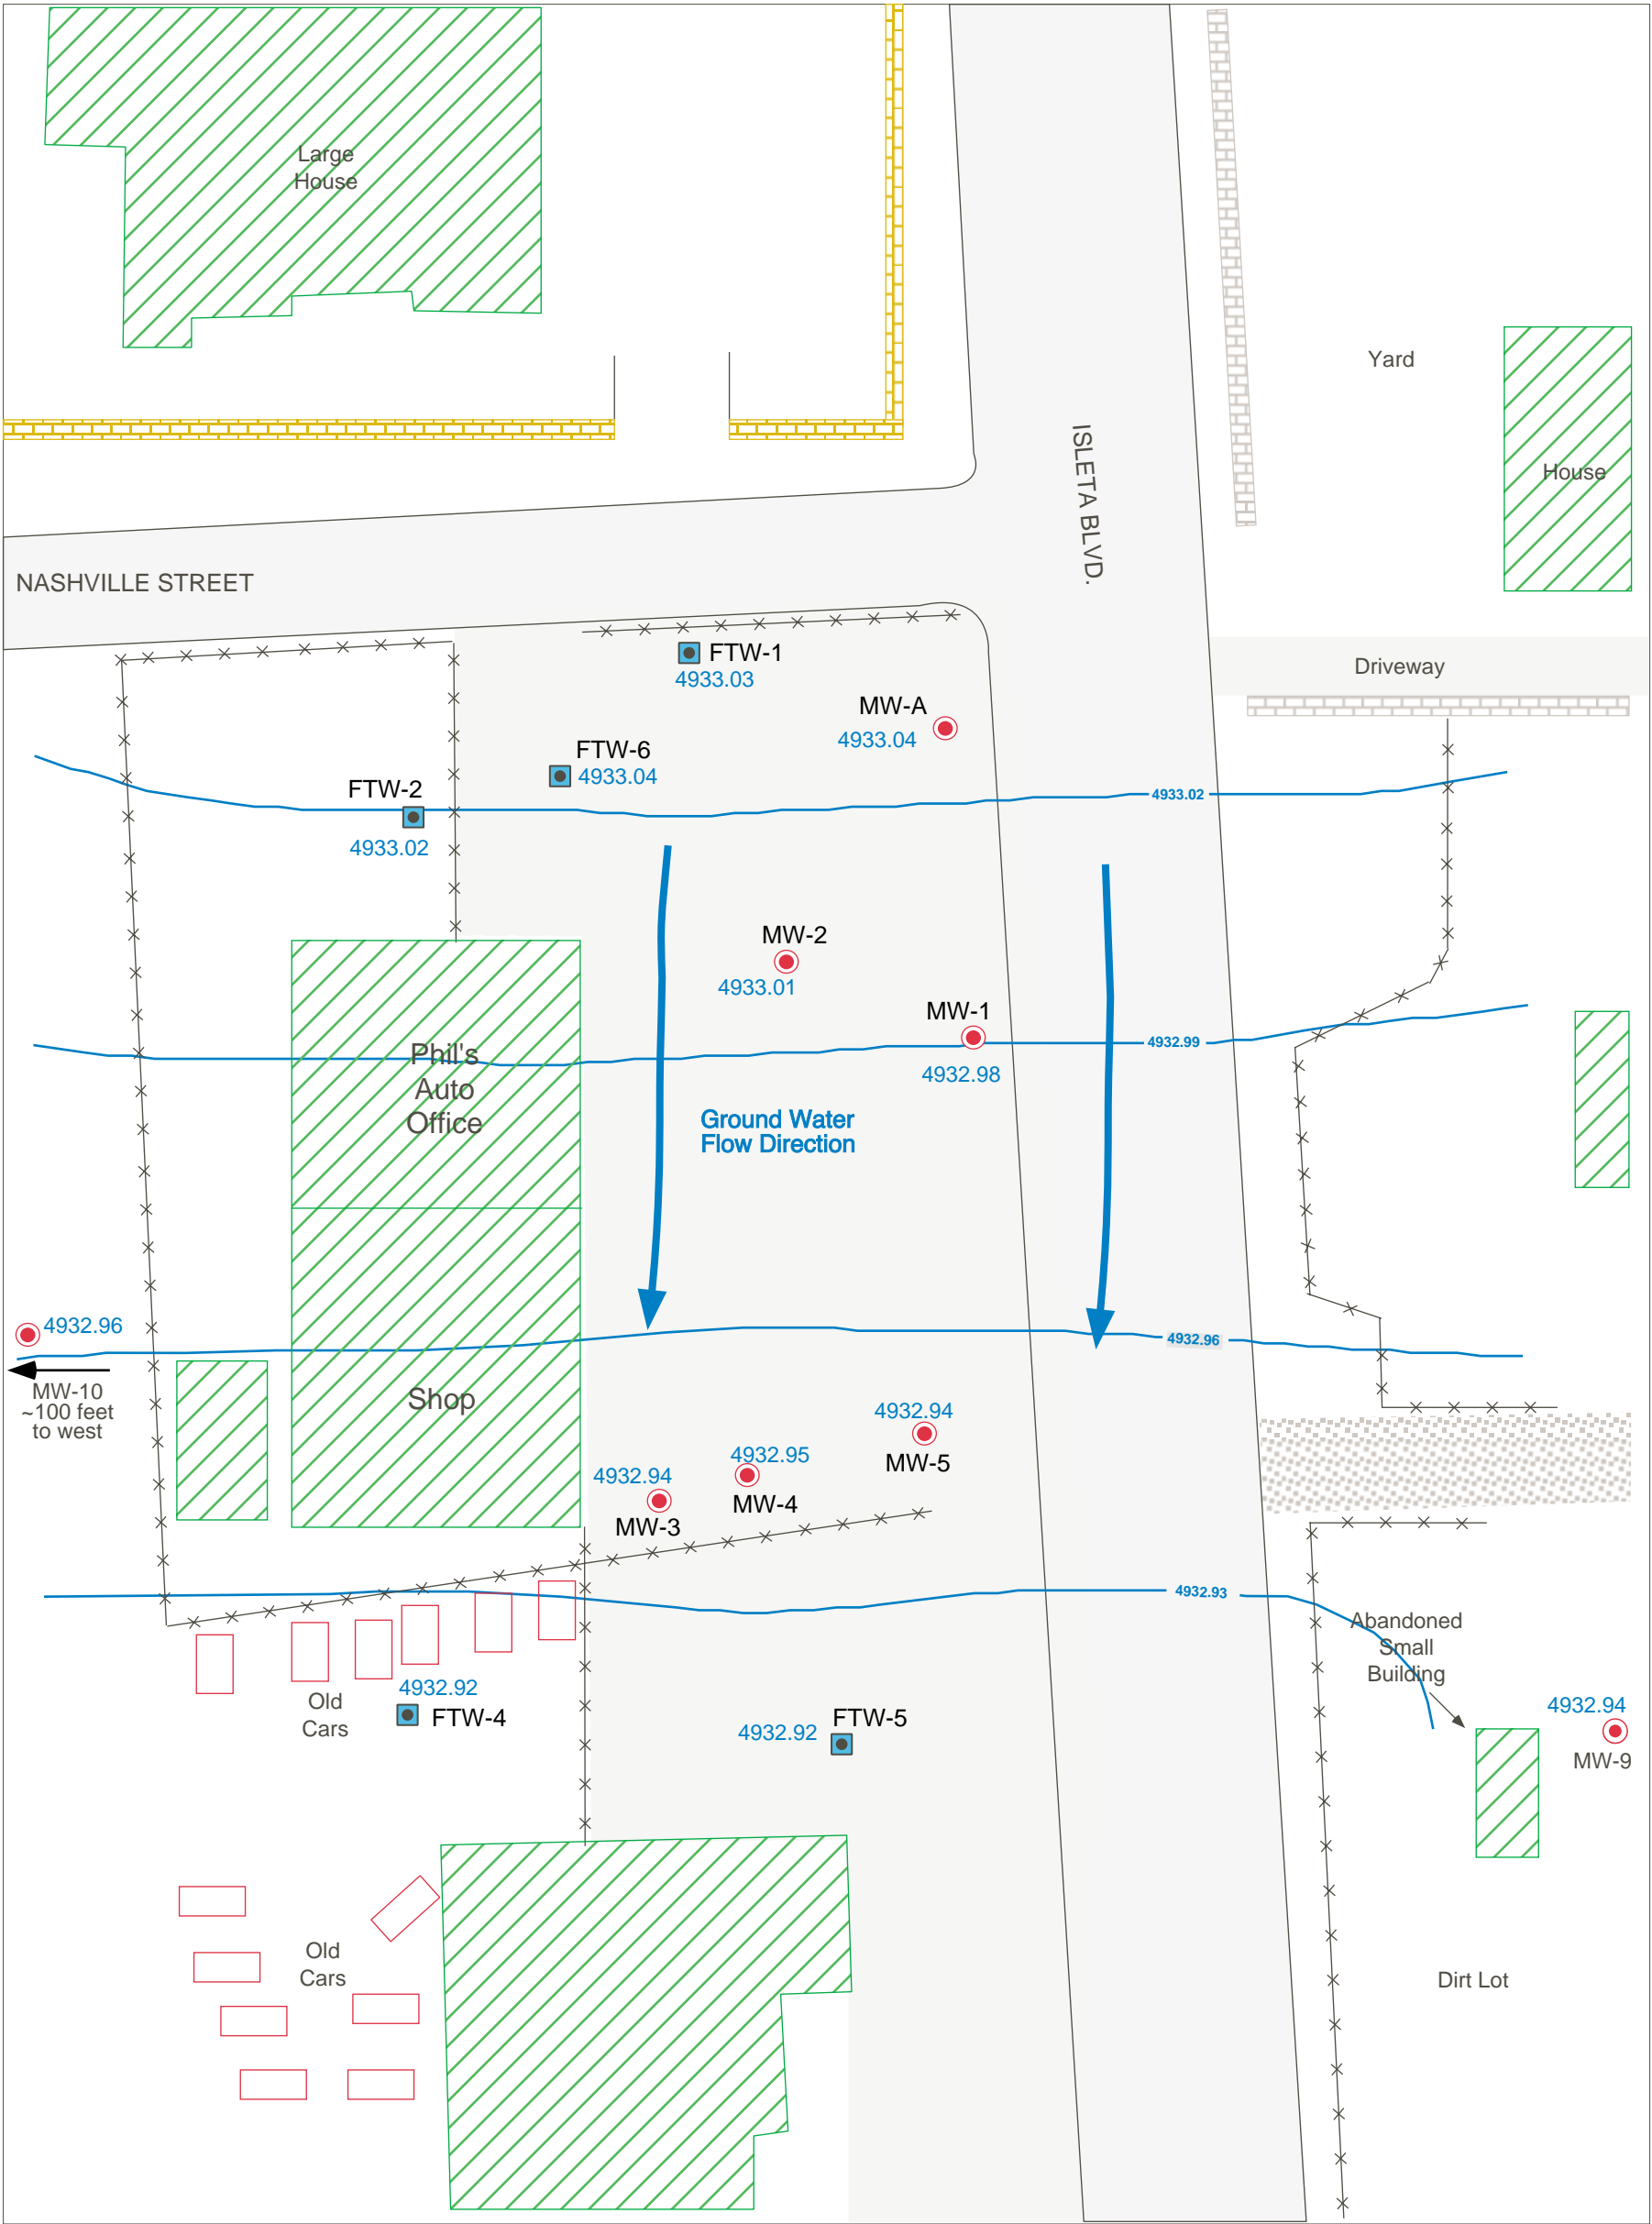 Large
House
Yard
ISLETA BLVD.
House
NASHVILLE STREET
FTW-1
4933.03
Driveway
MW-A
4933.04
FTW-6
4933.04
FTW-2
4933.02
4933.02
MW-2
4933.01
MW-1
4932.99
4932.98
Phil's
Auto
Office
Ground Water
Flow Direction
4932.96
4932.96
MW-10
~100 feet
to west
Shop
4932.94
MW-5
4932.95
MW-4
4932.94
MW-3
4932.93
Abandoned
Small
Building
4932.92
FTW-4
Old
Cars
4932.92
FTW-5
4932.94
MW-9
Old
Cars
Dirt Lot